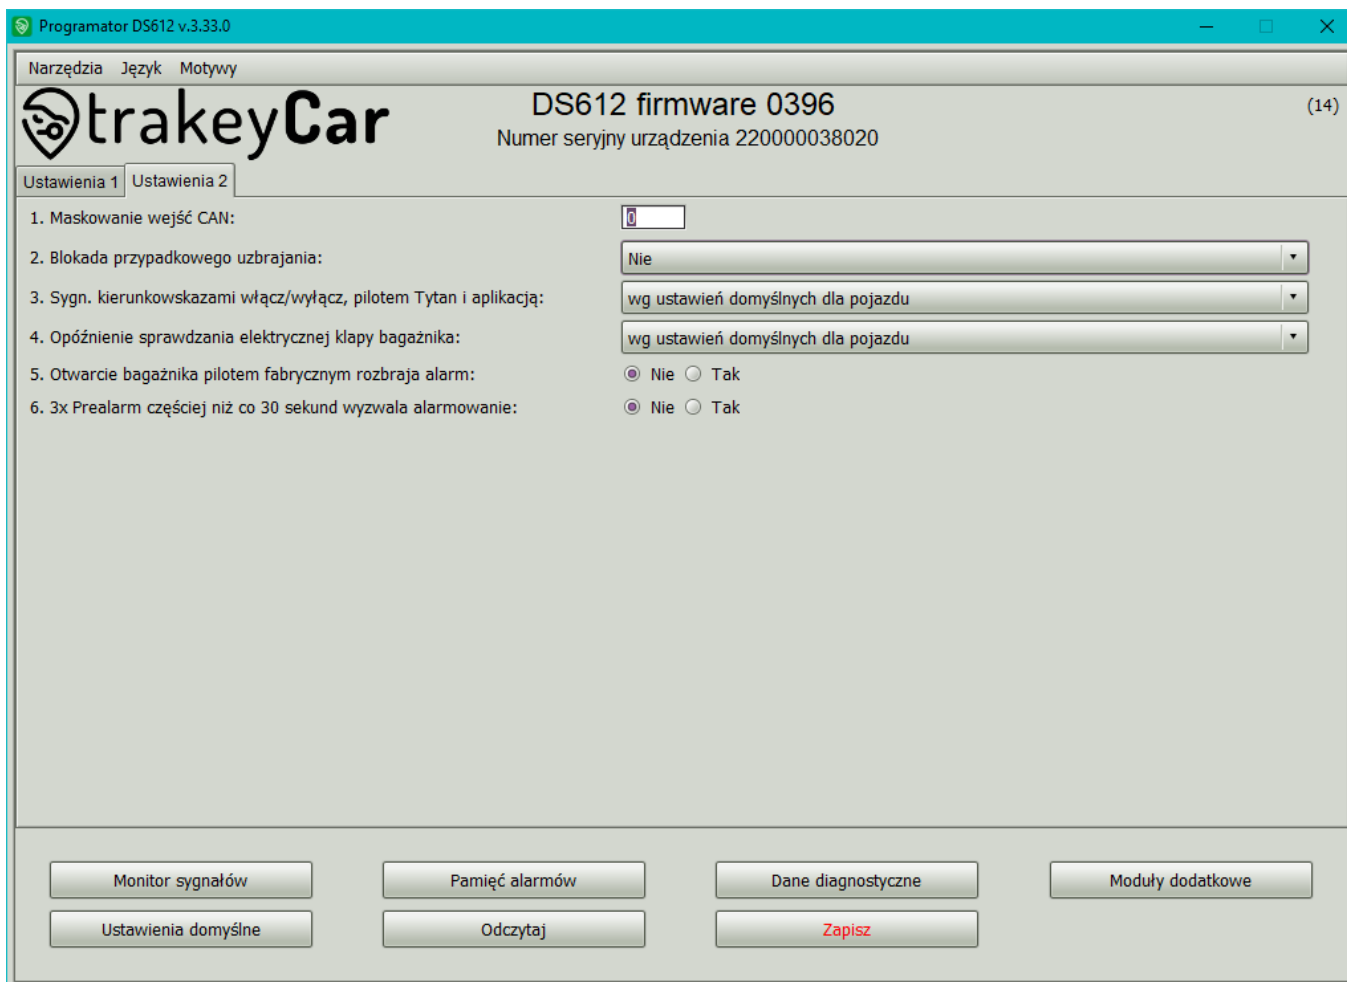 Programator DS612 v.3.33.0
Narzędzia Język Motywy
trakeyCar
DS612 firmware 0396
(14)
Numer seryjny urządzenia 220000038020
Ustawienia 1 Ustawienia 2
1. Maskowanie wejść CAN: 0
2. Blokada przypadkowego uzbrajania: Nie
3. Sygn. kierunkowskazami włącz/wyłącz, pilotem Tytan i aplikacją: wg ustawień domyślnych dla pojazdu
4. Opóźnienie sprawdzania elektrycznej klapy bagażnika: wg ustawień domyślnych dla pojazdu
5. Otwarcie bagażnika pilotem fabrycznym rozbraja alarm: Nie Tak
6. 3x Prealarm częściej niż co 30 sekund wyzwala alarmowanie: Nie Tak
Monitor sygnałów Pamięć alarmów Dane diagnostyczne Moduły dodatkowe
Ustawienia domyślne Odczytaj Zapisz